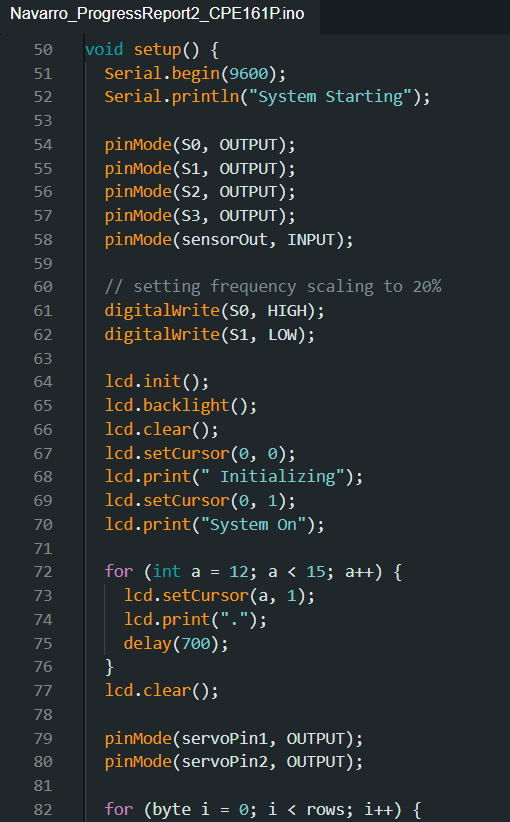 Navarro_ProgressReport2_CPE161P.ino
50 void setup() {
51 Serial.begin(9600);
52 Serial.println("System Starting");
53
54 pinMode(S0, OUTPUT);
55 pinMode(S1, OUTPUT);
56 pinMode(S2, OUTPUT);
57 pinMode(S3, OUTPUT);
58 pinMode(sensorOut, INPUT);
59
60 // setting frequency scaling to 20%
61 digitalWrite(S0, HIGH);
62 digitalWrite(S1, LOW);
63
64 lcd.init();
65 lcd.backlight();
66 lcd.clear();
67 lcd.setCursor(0, 0);
68 lcd.print(" Initializing");
69 lcd.setCursor(0, 1);
70 lcd.print("System On");
71
72 for (int a = 12; a < 15; a++) {
73 lcd.setCursor(a, 1);
74 lcd.print(".");
75 delay(700);
76 }
77 lcd.clear();
78
79 pinMode(servoPin1, OUTPUT);
80 pinMode(servoPin2, OUTPUT);
81
82 for (byte i = 0; i < rows; i++) {